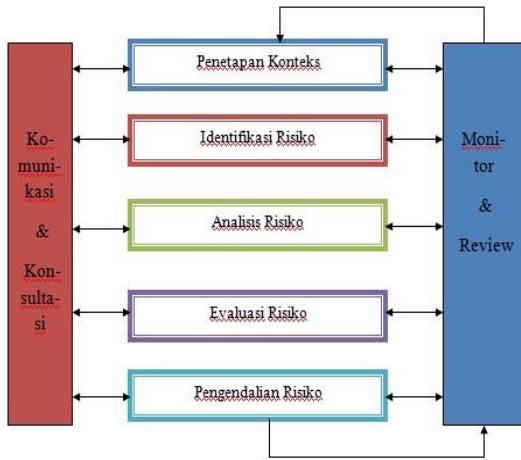 Penetapan Konteks
Identifikasi Risiko
Analisis Risiko
Evaluasi Risiko
Pengendalian Risiko
Ko-
muni-
kasi
&
Kon-
sulta-
si
Moni-
tor
&
Review